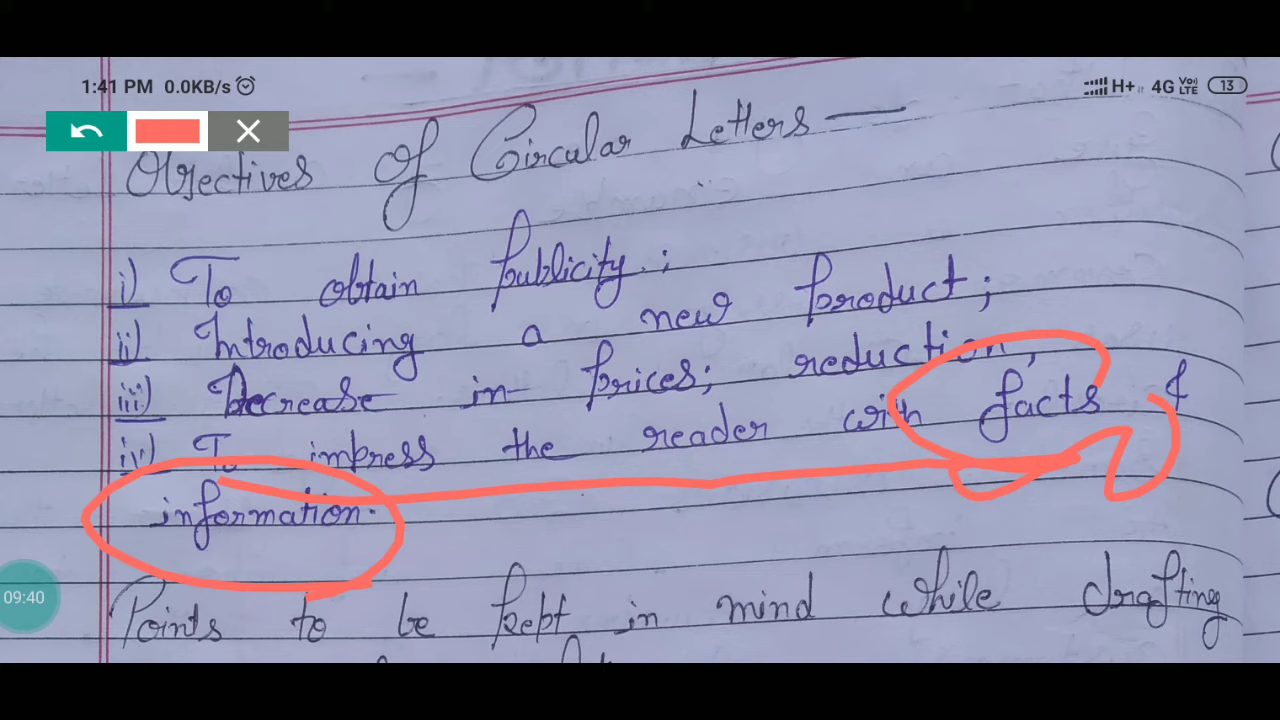 1:41 PM 0.0KB/s
H+ 4G Vo) LTE 13
Objectives Of Circular Letters —
i) To obtain publicity.;
ii) Introducing a new product;
iii) Decrease in prices; reduction,
iv) To impress the reader with facts &
information.
09:40
Points to be kept in mind while drafting